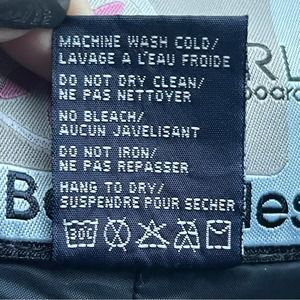 MACHINE WASH COLD/
LAVAGE A L'EAU FROIDE
DO NOT DRY CLEAN/
NE PAS NETTOYER
NO BLEACH/
AUCUN JAVELISANT
DO NOT IRON/
NE PAS REPASSER
HANG TO DRY/
SUSPENDRE POUR SECHER
30C